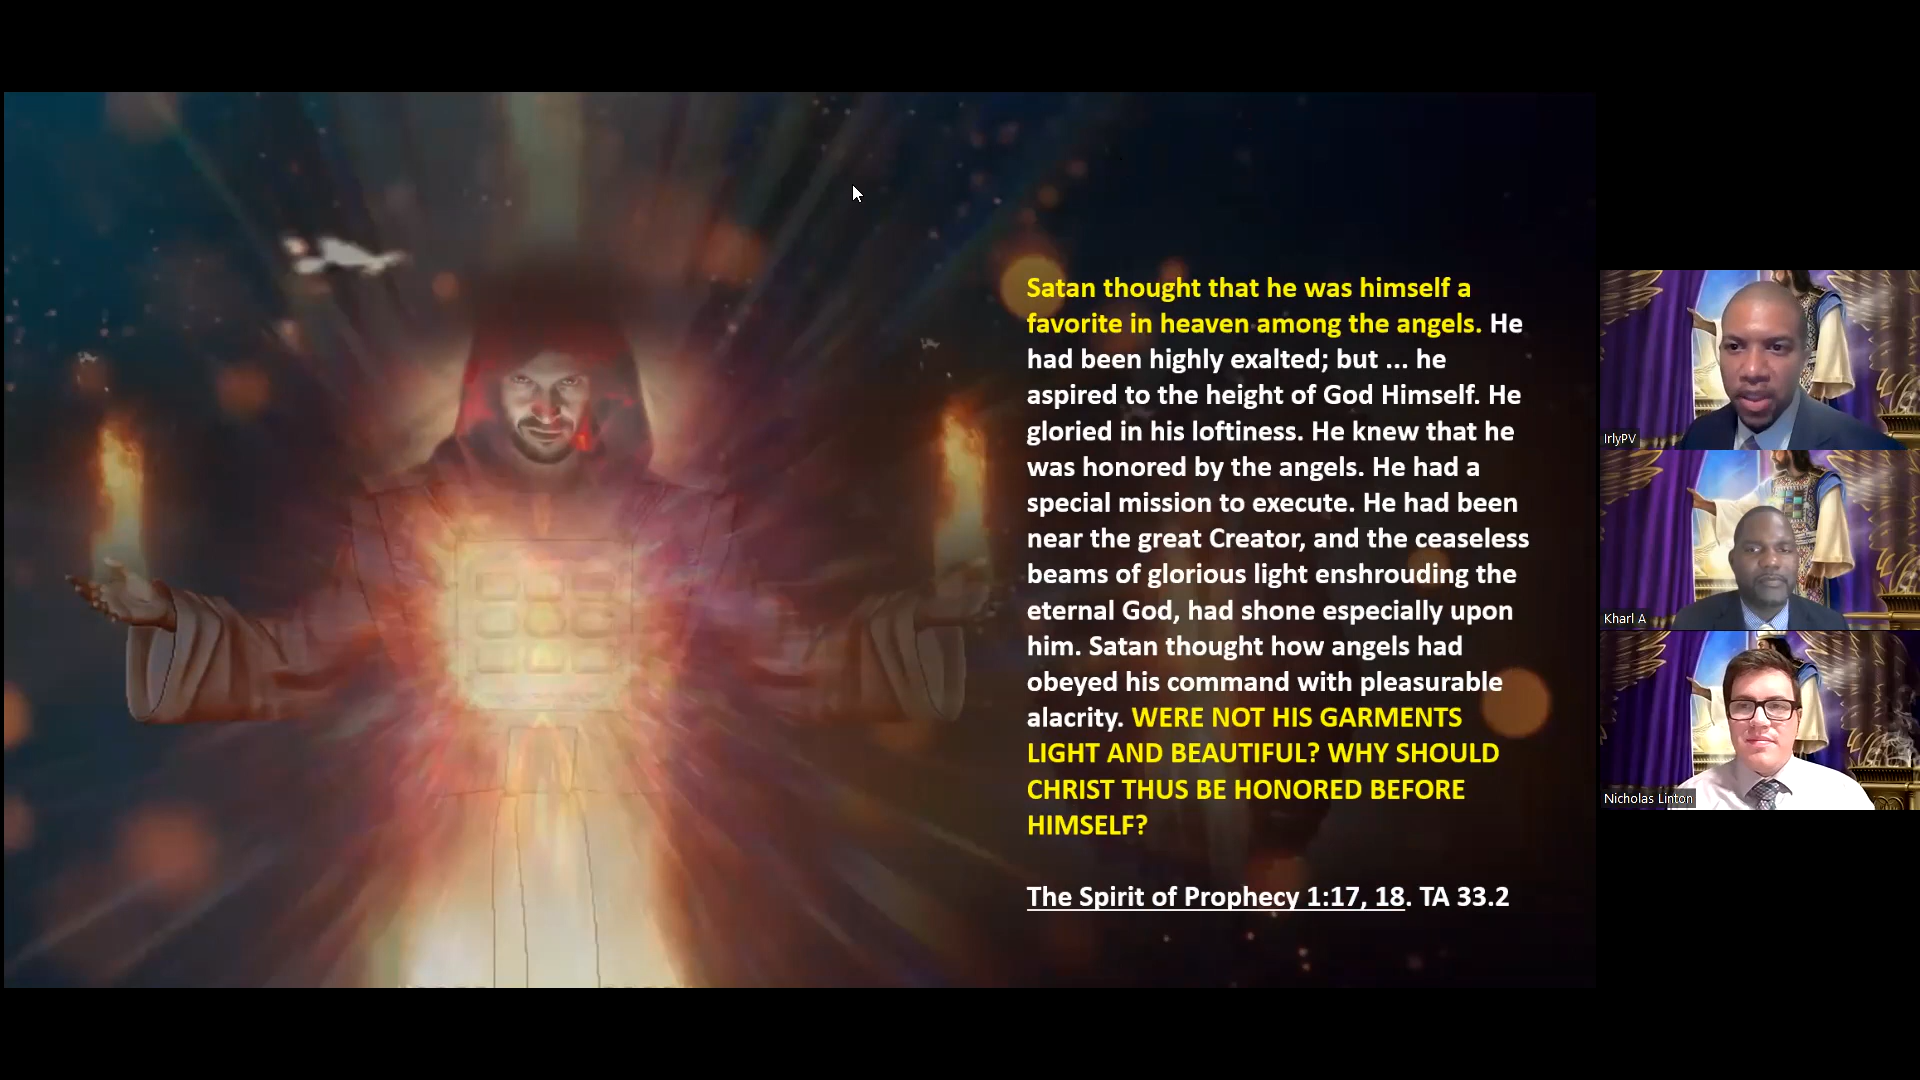 Satan thought that he was himself a
favorite in heaven among the angels. He
had been highly exalted; but ... he
aspired to the height of God Himself. He
gloried in his loftiness. He knew that he
was honored by the angels. He had a
special mission to execute. He had been
near the great Creator, and the ceaseless
beams of glorious light enshrouding the
eternal God, had shone especially upon
him. Satan thought how angels had
obeyed his command with pleasurable
alacrity. WERE NOT HIS GARMENTS
LIGHT AND BEAUTIFUL? WHY SHOULD
CHRIST THUS BE HONORED BEFORE
HIMSELF?
The Spirit of Prophecy 1:17, 18. TA 33.2
IrlyPV
Kharl A
Nicholas Linton